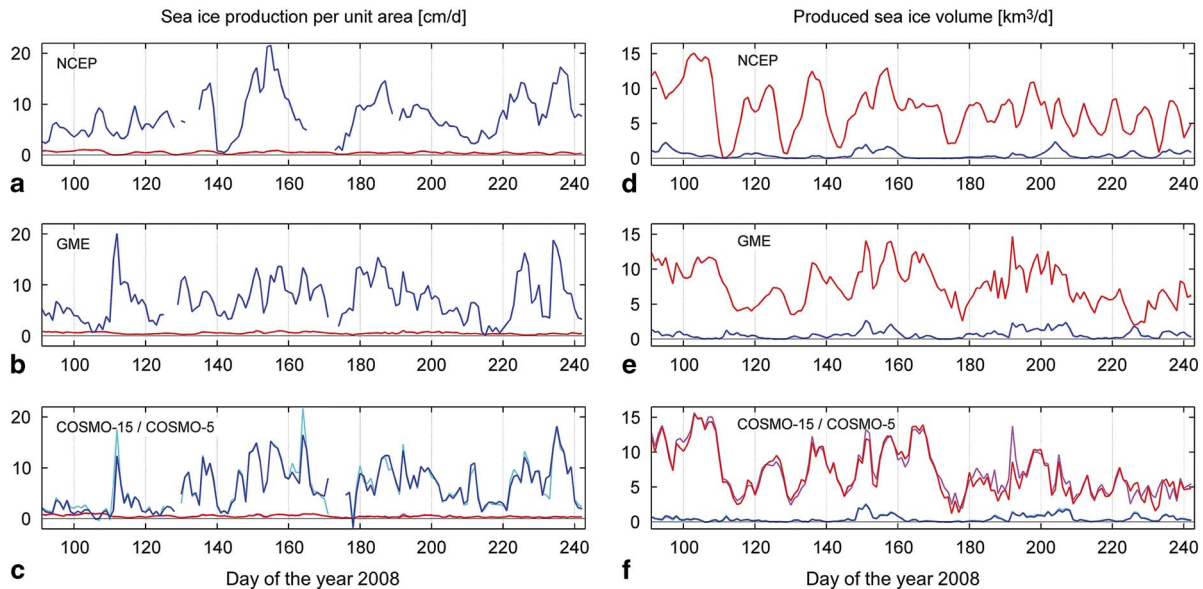 Sea ice production per unit area [cm/d]
Produced sea ice volume [km³/d]
20
10
0
NCEP
a
100 120 140 160 180 200 220 240
15
10
5
0
NCEP
d
100 120 140 160 180 200 220 240
20
10
0
GME
b
100 120 140 160 180 200 220 240
15
10
5
0
GME
e
100 120 140 160 180 200 220 240
20
10
0
COSMO-15 / COSMO-5
c
100 120 140 160 180 200 220 240
Day of the year 2008
15
10
5
0
COSMO-15 / COSMO-5
f
100 120 140 160 180 200 220 240
Day of the year 2008